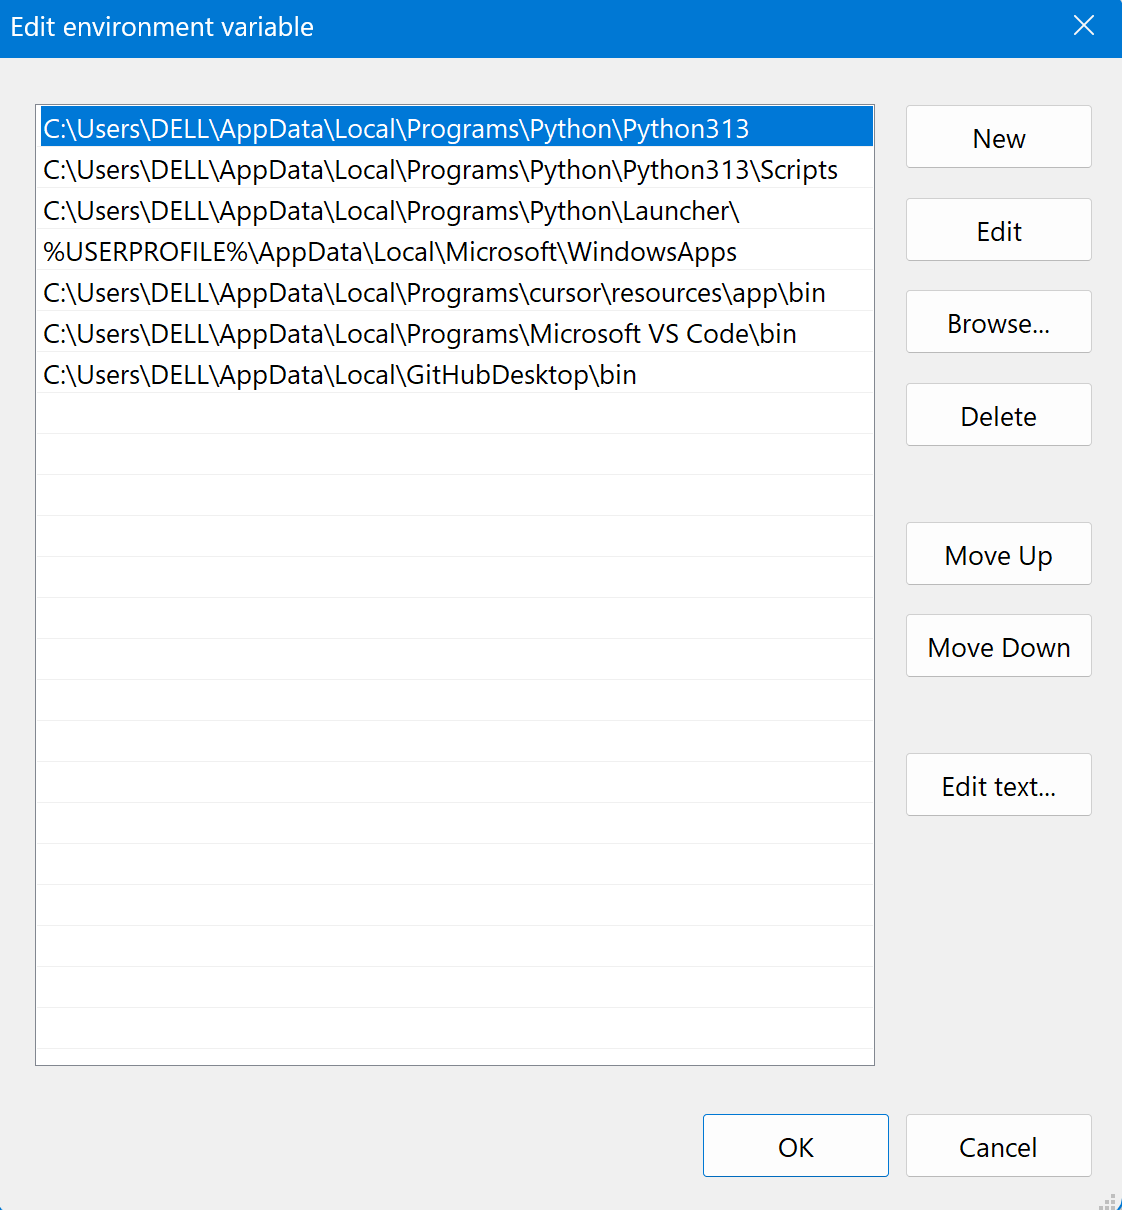 Edit environment variable
C:\Users\DELL\AppData\Local\Programs\Python\Python313
C:\Users\DELL\AppData\Local\Programs\Python\Python313\Scripts
C:\Users\DELL\AppData\Local\Programs\Python\Launcher\
%USERPROFILE%\AppData\Local\Microsoft\WindowsApps
C:\Users\DELL\AppData\Local\Programs\cursor\resources\app\bin
C:\Users\DELL\AppData\Local\Programs\Microsoft VS Code\bin
C:\Users\DELL\AppData\Local\GitHubDesktop\bin
New
Edit
Browse...
Delete
Move Up
Move Down
Edit text...
OK
Cancel